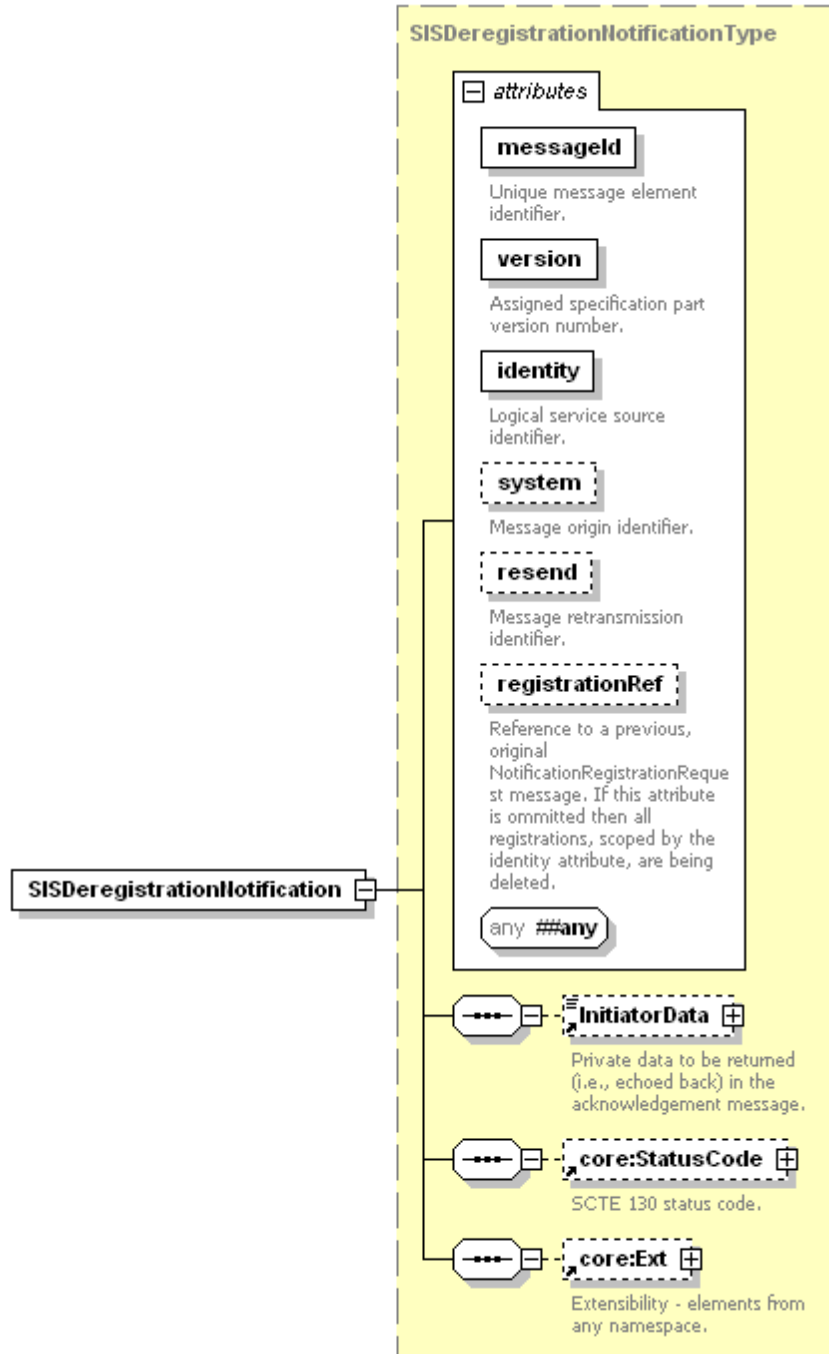 SISDeregistrationNotificationType
attributes
messageId
Unique message element
identifier.
version
Assigned specification part
version number.
identity
Logical service source
identifier.
system
Message origin identifier.
resend
Message retransmission
identifier.
registrationRef
Reference to a previous,
original
NotificationRegistrationReque
st message. If this attribute
is ommitted then all
registrations, scoped by the
identity attribute, are being
deleted.
SISDeregistrationNotification
any ##any
InitiatorData
Private data to be returned
(i.e., echoed back) in the
acknowledgement message.
core:StatusCode
SCTE 130 status code.
core:Ext
Extensibility - elements from
any namespace.